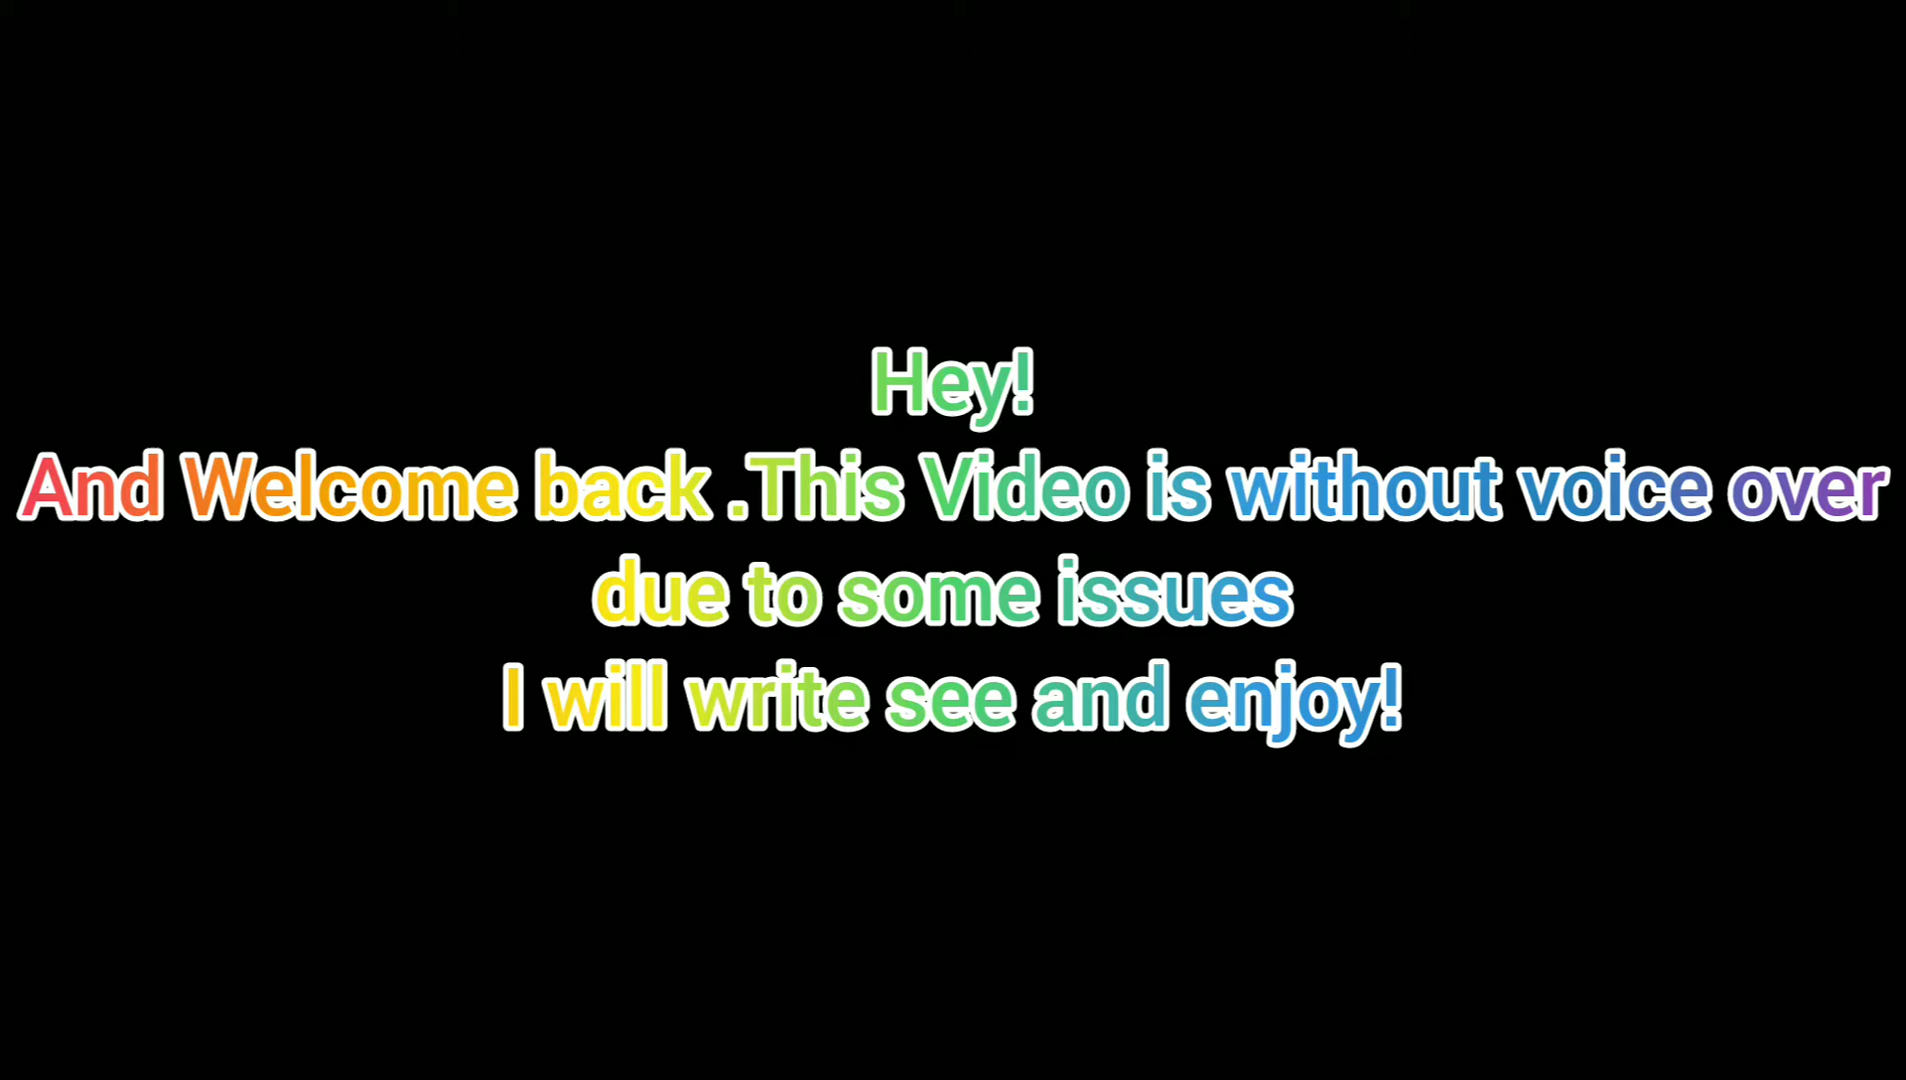 Hey!
And Welcome back .This Video is without voice over
due to some issues
I will write see and enjoy!